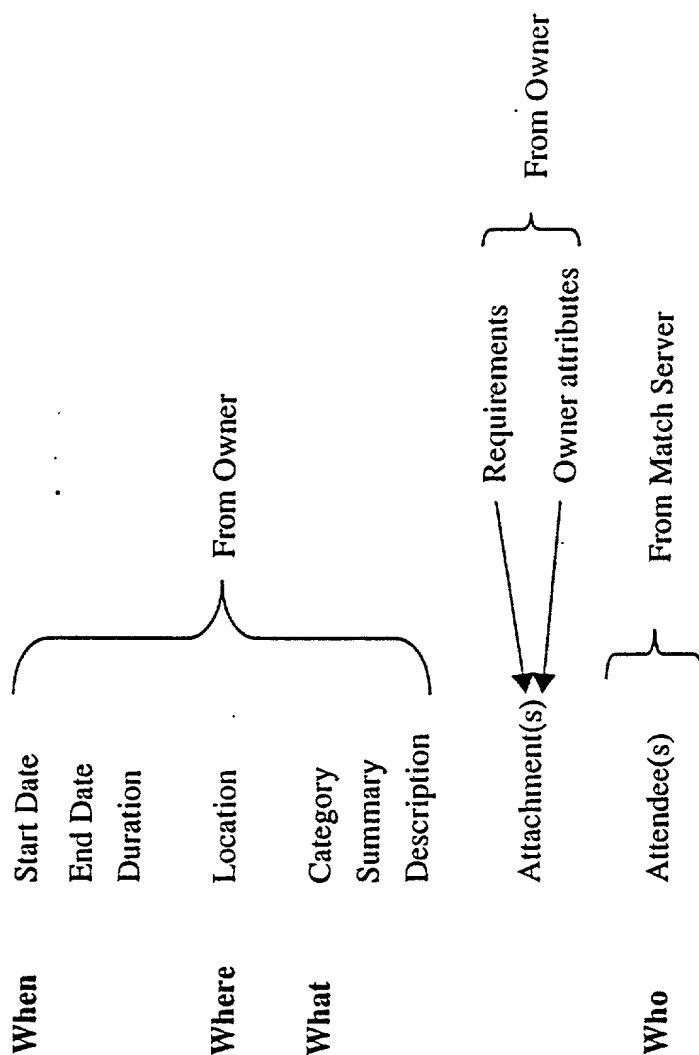 When Start Date
End Date
Duration
Where Location From Owner
What Category
Summary
Description
Requirements
Attachment(s) From Owner
Owner attributes
Who Attendee(s) From Match Server